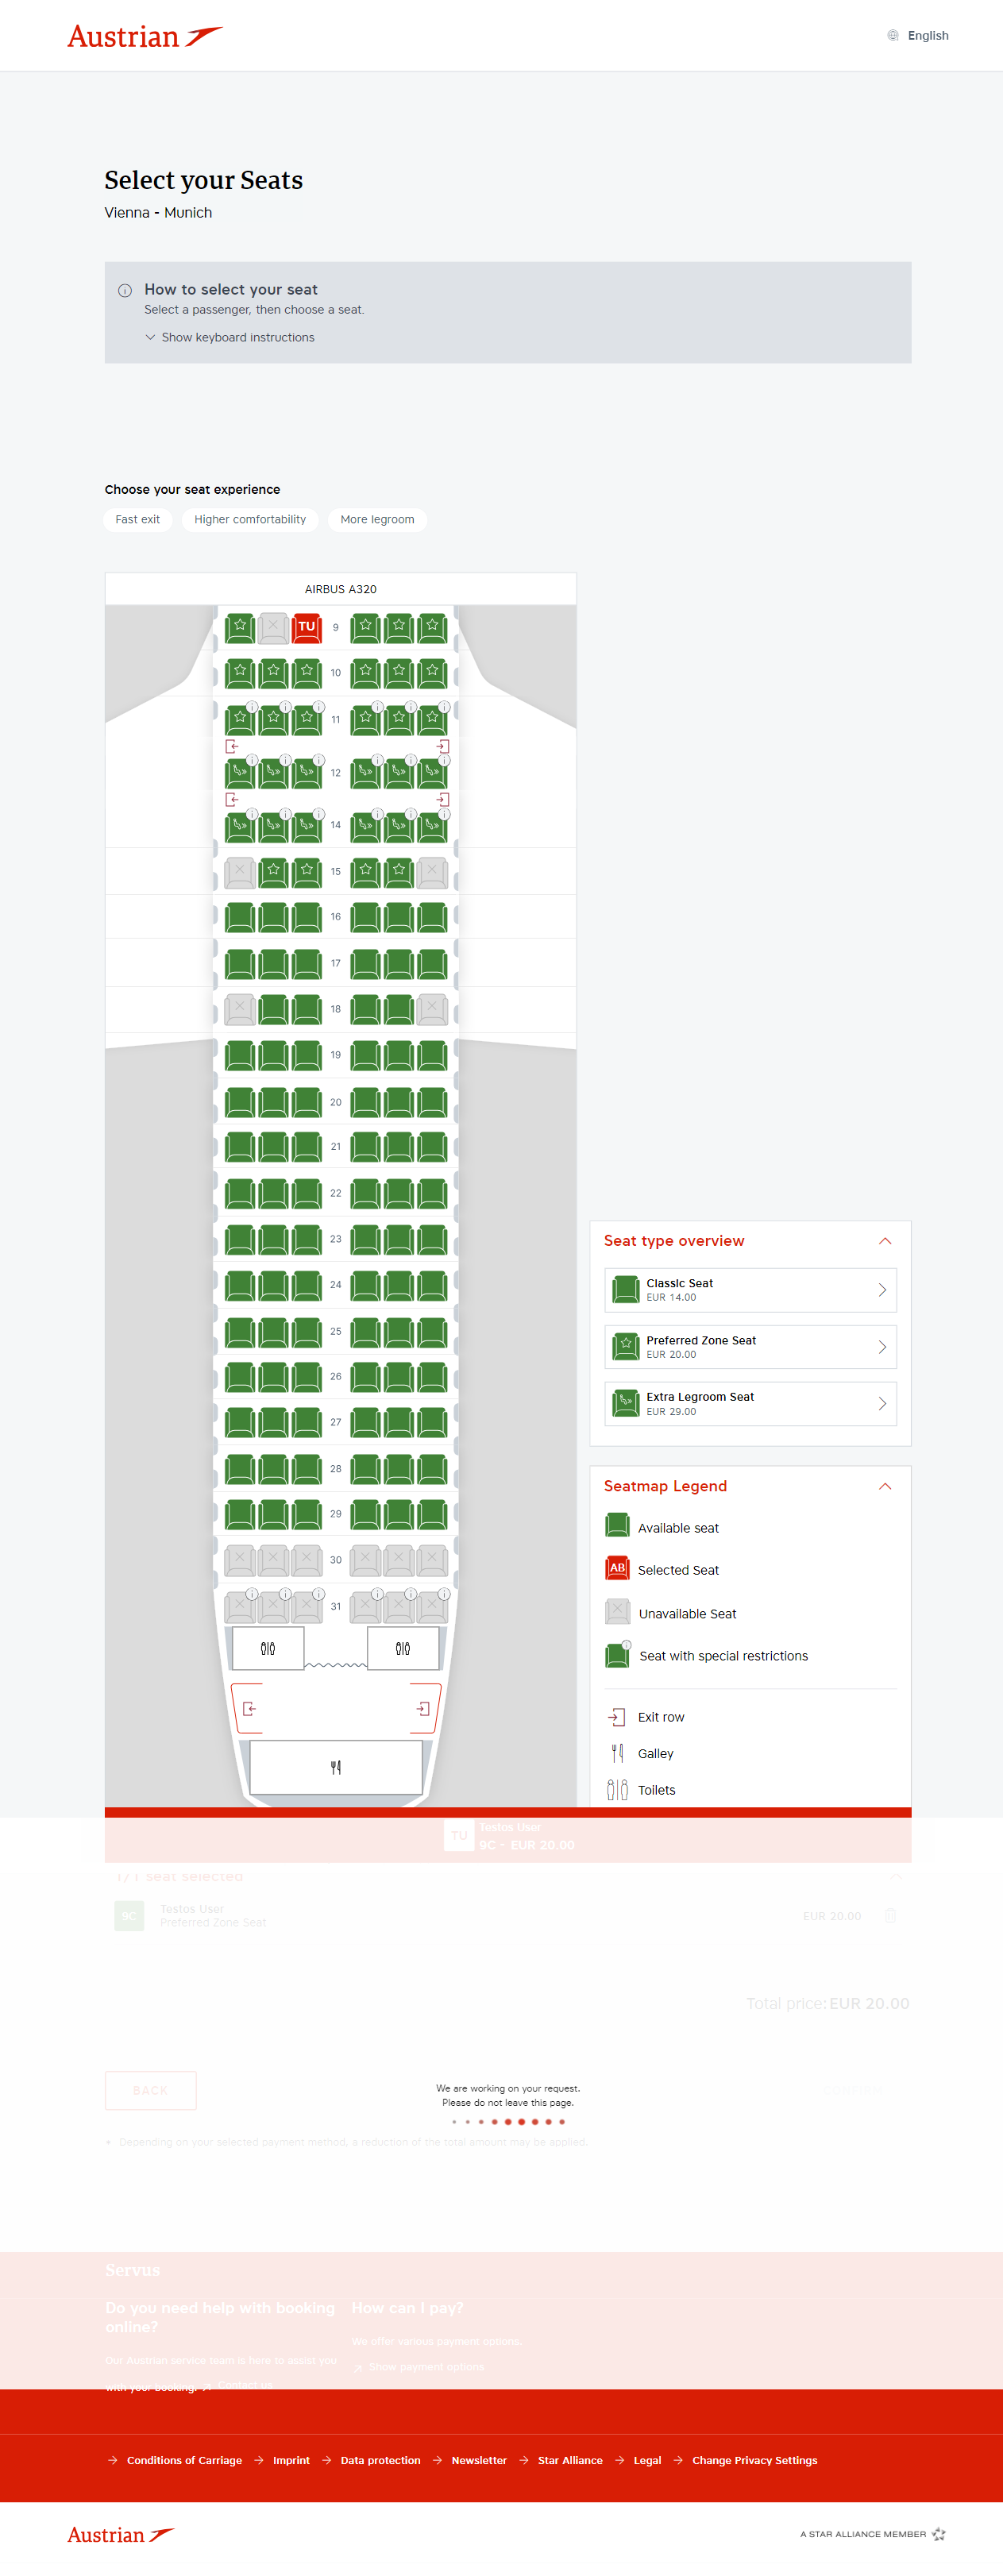 Austrian
English
Select your Seats
Vienna - Munich
How to select your seat
Select a passenger, then choose a seat.
Show keyboard instructions
Choose your seat experience
Fast exit
Higher comfortability
More legroom
AIRBUS A320
TU
9
10
11
12
14
15
16
17
18
19
20
21
22
23
24
25
26
27
28
29
30
31
Seat type overview
Classic Seat
EUR 14.00
Preferred Zone Seat
EUR 20.00
Extra Legroom Seat
EUR 29.00
Seatmap Legend
Available seat
AB
Selected Seat
Unavailable Seat
Seat with special restrictions
Exit row
Galley
Toilets
TU
Testos User
9C - EUR 20.00
1/1 seat selected
9C
Testos User
Preferred Zone Seat
EUR 20.00
Total price: EUR 20.00
BACK
We are working on your request.
Please do not leave this page.
• Depending on your selected payment method, a reduction of the total amount may be applied.
Servus
Do you need help with booking online?
Our Austrian service team is here to assist you
with your booking. Contact us
How can I pay?
We offer various payment options.
Show payment options
Conditions of Carriage
Imprint
Data protection
Newsletter
Star Alliance
Legal
Change Privacy Settings
Austrian
A STAR ALLIANCE MEMBER